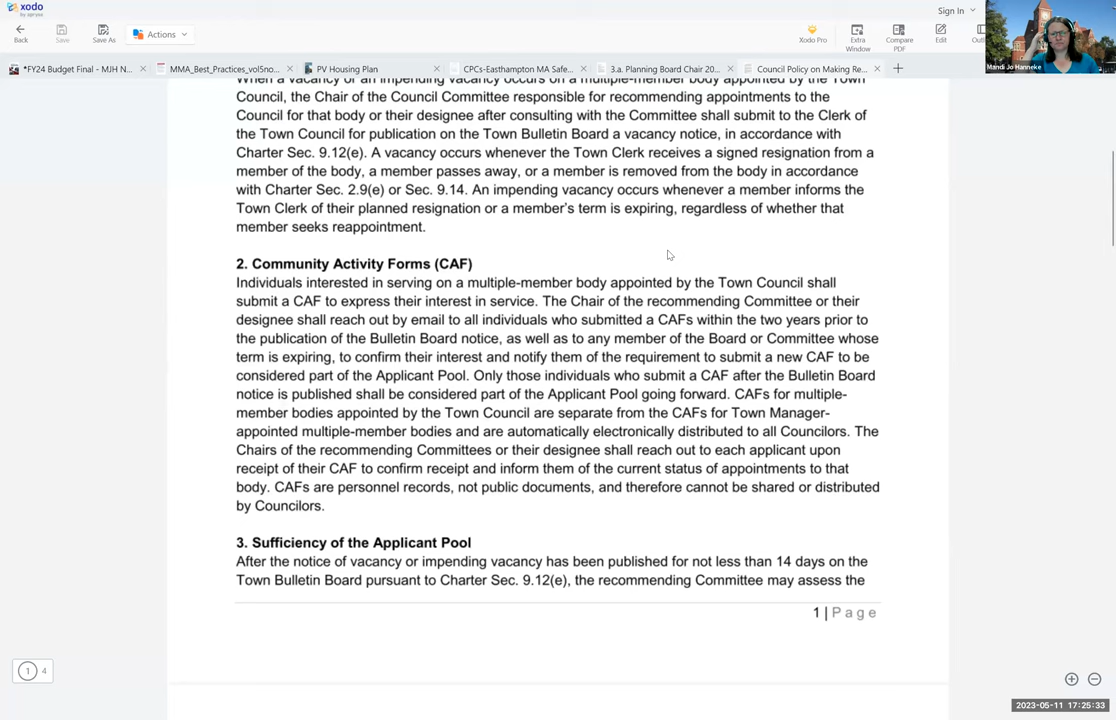 xodo
by apryse
Sign In
Back
Save
Save As
Actions
Xodo Pro
Extra Window
Compare PDF
Edit
Mandi Jo Hanneke
*FY24 Budget Final - MJH N...
MMA_Best_Practices_vol5no...
PV Housing Plan
CPCs-Easthampton MA Safe...
3.a. Planning Board Chair 20...
Council Policy on Making Re...
When a vacancy or an impending vacancy occurs on a multiple-member body appointed by the Town
Council, the Chair of the Council Committee responsible for recommending appointments to the
Council for that body or their designee after consulting with the Committee shall submit to the Clerk of
the Town Council for publication on the Town Bulletin Board a vacancy notice, in accordance with
Charter Sec. 9.12(e). A vacancy occurs whenever the Town Clerk receives a signed resignation from a
member of the body, a member passes away, or a member is removed from the body in accordance
with Charter Sec. 2.9(e) or Sec. 9.14. An impending vacancy occurs whenever a member informs the
Town Clerk of their planned resignation or a member's term is expiring, regardless of whether that
member seeks reappointment.
2. Community Activity Forms (CAF)
Individuals interested in serving on a multiple-member body appointed by the Town Council shall
submit a CAF to express their interest in service. The Chair of the recommending Committee or their
designee shall reach out by email to all individuals who submitted a CAFs within the two years prior to
the publication of the Bulletin Board notice, as well as to any member of the Board or Committee whose
term is expiring, to confirm their interest and notify them of the requirement to submit a new CAF to be
considered part of the Applicant Pool. Only those individuals who submit a CAF after the Bulletin Board
notice is published shall be considered part of the Applicant Pool going forward. CAFs for multiple-
member bodies appointed by the Town Council are separate from the CAFs for Town Manager-
appointed multiple-member bodies and are automatically electronically distributed to all Councilors. The
Chairs of the recommending Committees or their designee shall reach out to each applicant upon
receipt of their CAF to confirm receipt and inform them of the current status of appointments to that
body. CAFs are personnel records, not public documents, and therefore cannot be shared or distributed
by Councilors.
3. Sufficiency of the Applicant Pool
After the notice of vacancy or impending vacancy has been published for not less than 14 days on the
Town Bulletin Board pursuant to Charter Sec. 9.12(e), the recommending Committee may assess the
1 | Page
1 4
2023-05-11 17:25:33